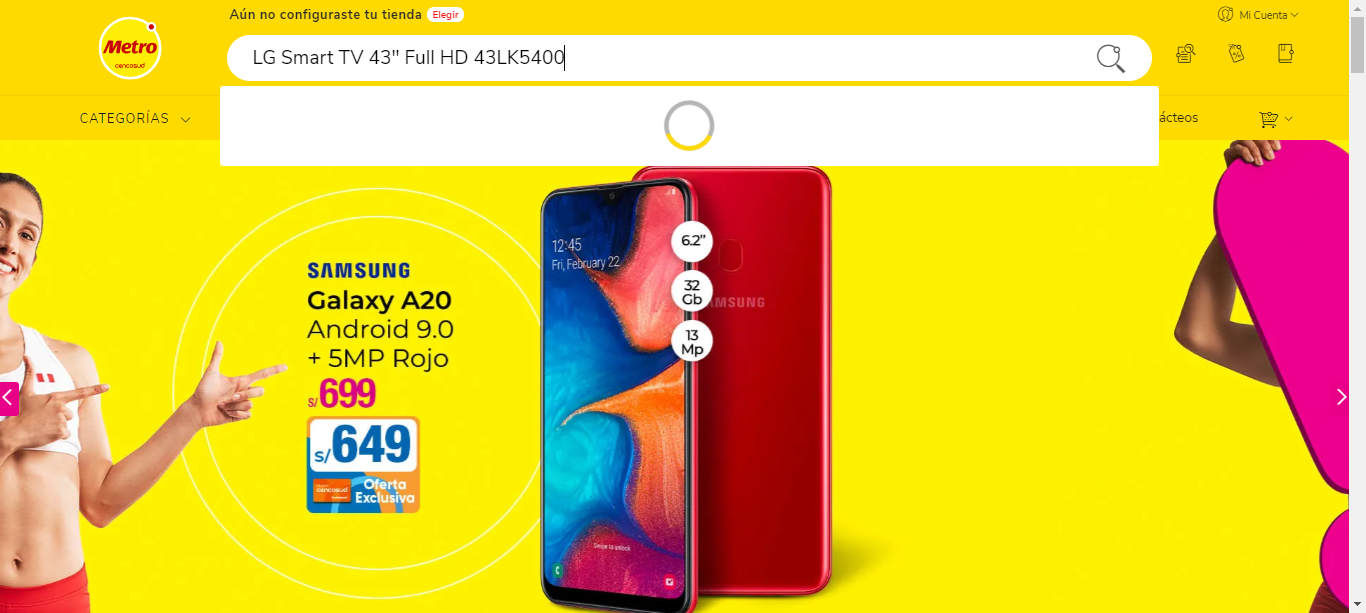 Aún no configuraste tu tienda Elegir
Mi Cuenta
Metro
cencosud
LG Smart TV 43" Full HD 43LK5400
CATEGORÍAS
ácteos
12:45
Fri, February 22
6.2”
32
Gb
13
Mp
SAMSUNG
SAMSUNG
Galaxy A20
Android 9.0
+ 5MP Rojo
S/ 699
S/ 649
cencosud
Oferta
Exclusiva
Swipe to unlock